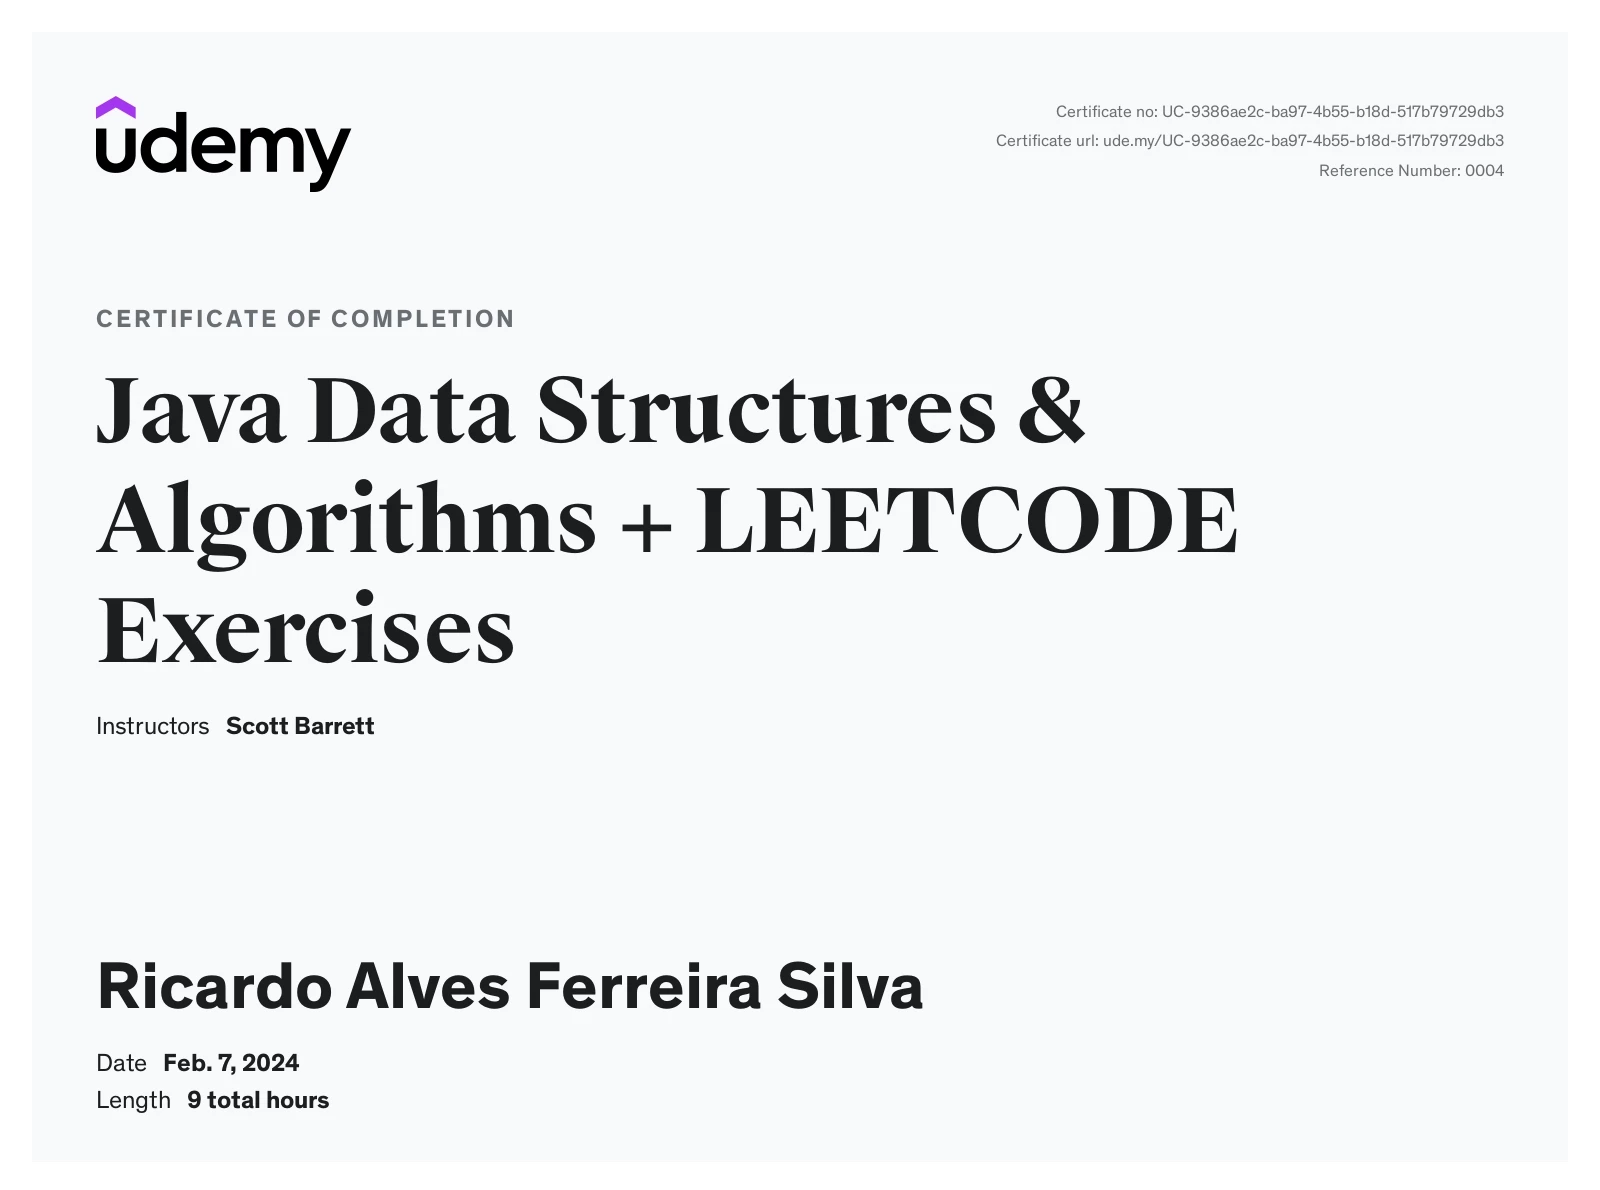 udemy
Certificate no: UC-9386ae2c-ba97-4b55-b18d-517b79729db3
Certificate url: ude.my/UC-9386ae2c-ba97-4b55-b18d-517b79729db3
Reference Number: 0004
CERTIFICATE OF COMPLETION
Java Data Structures &
Algorithms + LEETCODE
Exercises
Instructors Scott Barrett
Ricardo Alves Ferreira Silva
Date Feb. 7, 2024
Length 9 total hours